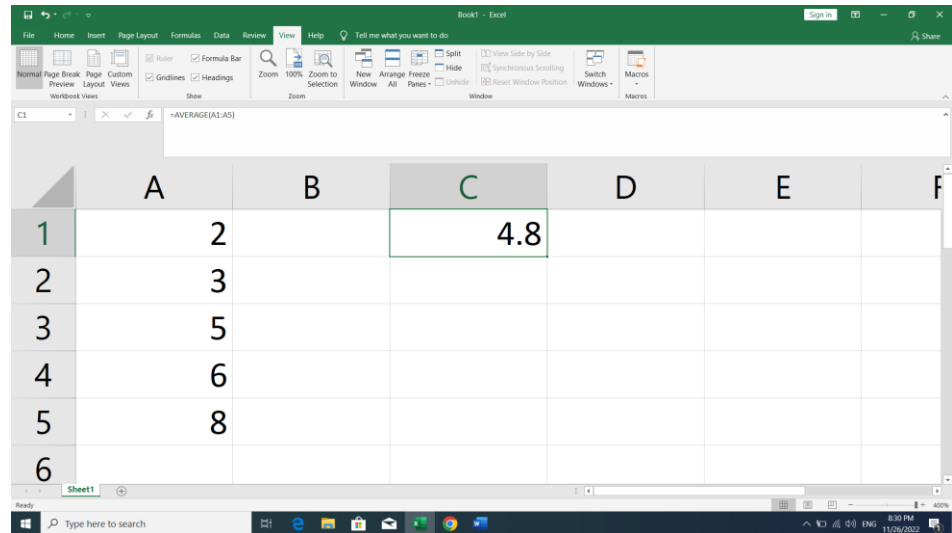 Book1 - Excel
Sign in
File Home Insert Page Layout Formulas Data Review View Help Tell me what you want to do
Share
Normal Page Break Preview Page Layout Custom Views
Workbook Views
Ruler Formula Bar
Gridlines Headings
Show
Zoom 100% Zoom to Selection
Zoom
New Window Arrange All Freeze Panes
Split
Hide
Unhide
View Side by Side
Synchronous Scrolling
Reset Window Position
Switch Windows
Window
Macros
Macros
C1 fx =AVERAGE(A1:A5)
A B C D E F
1 2 4.8
2 3
3 5
4 6
5 8
6
Sheet1
Ready
400%
Type here to search
ENG
8:30 PM
11/26/2022